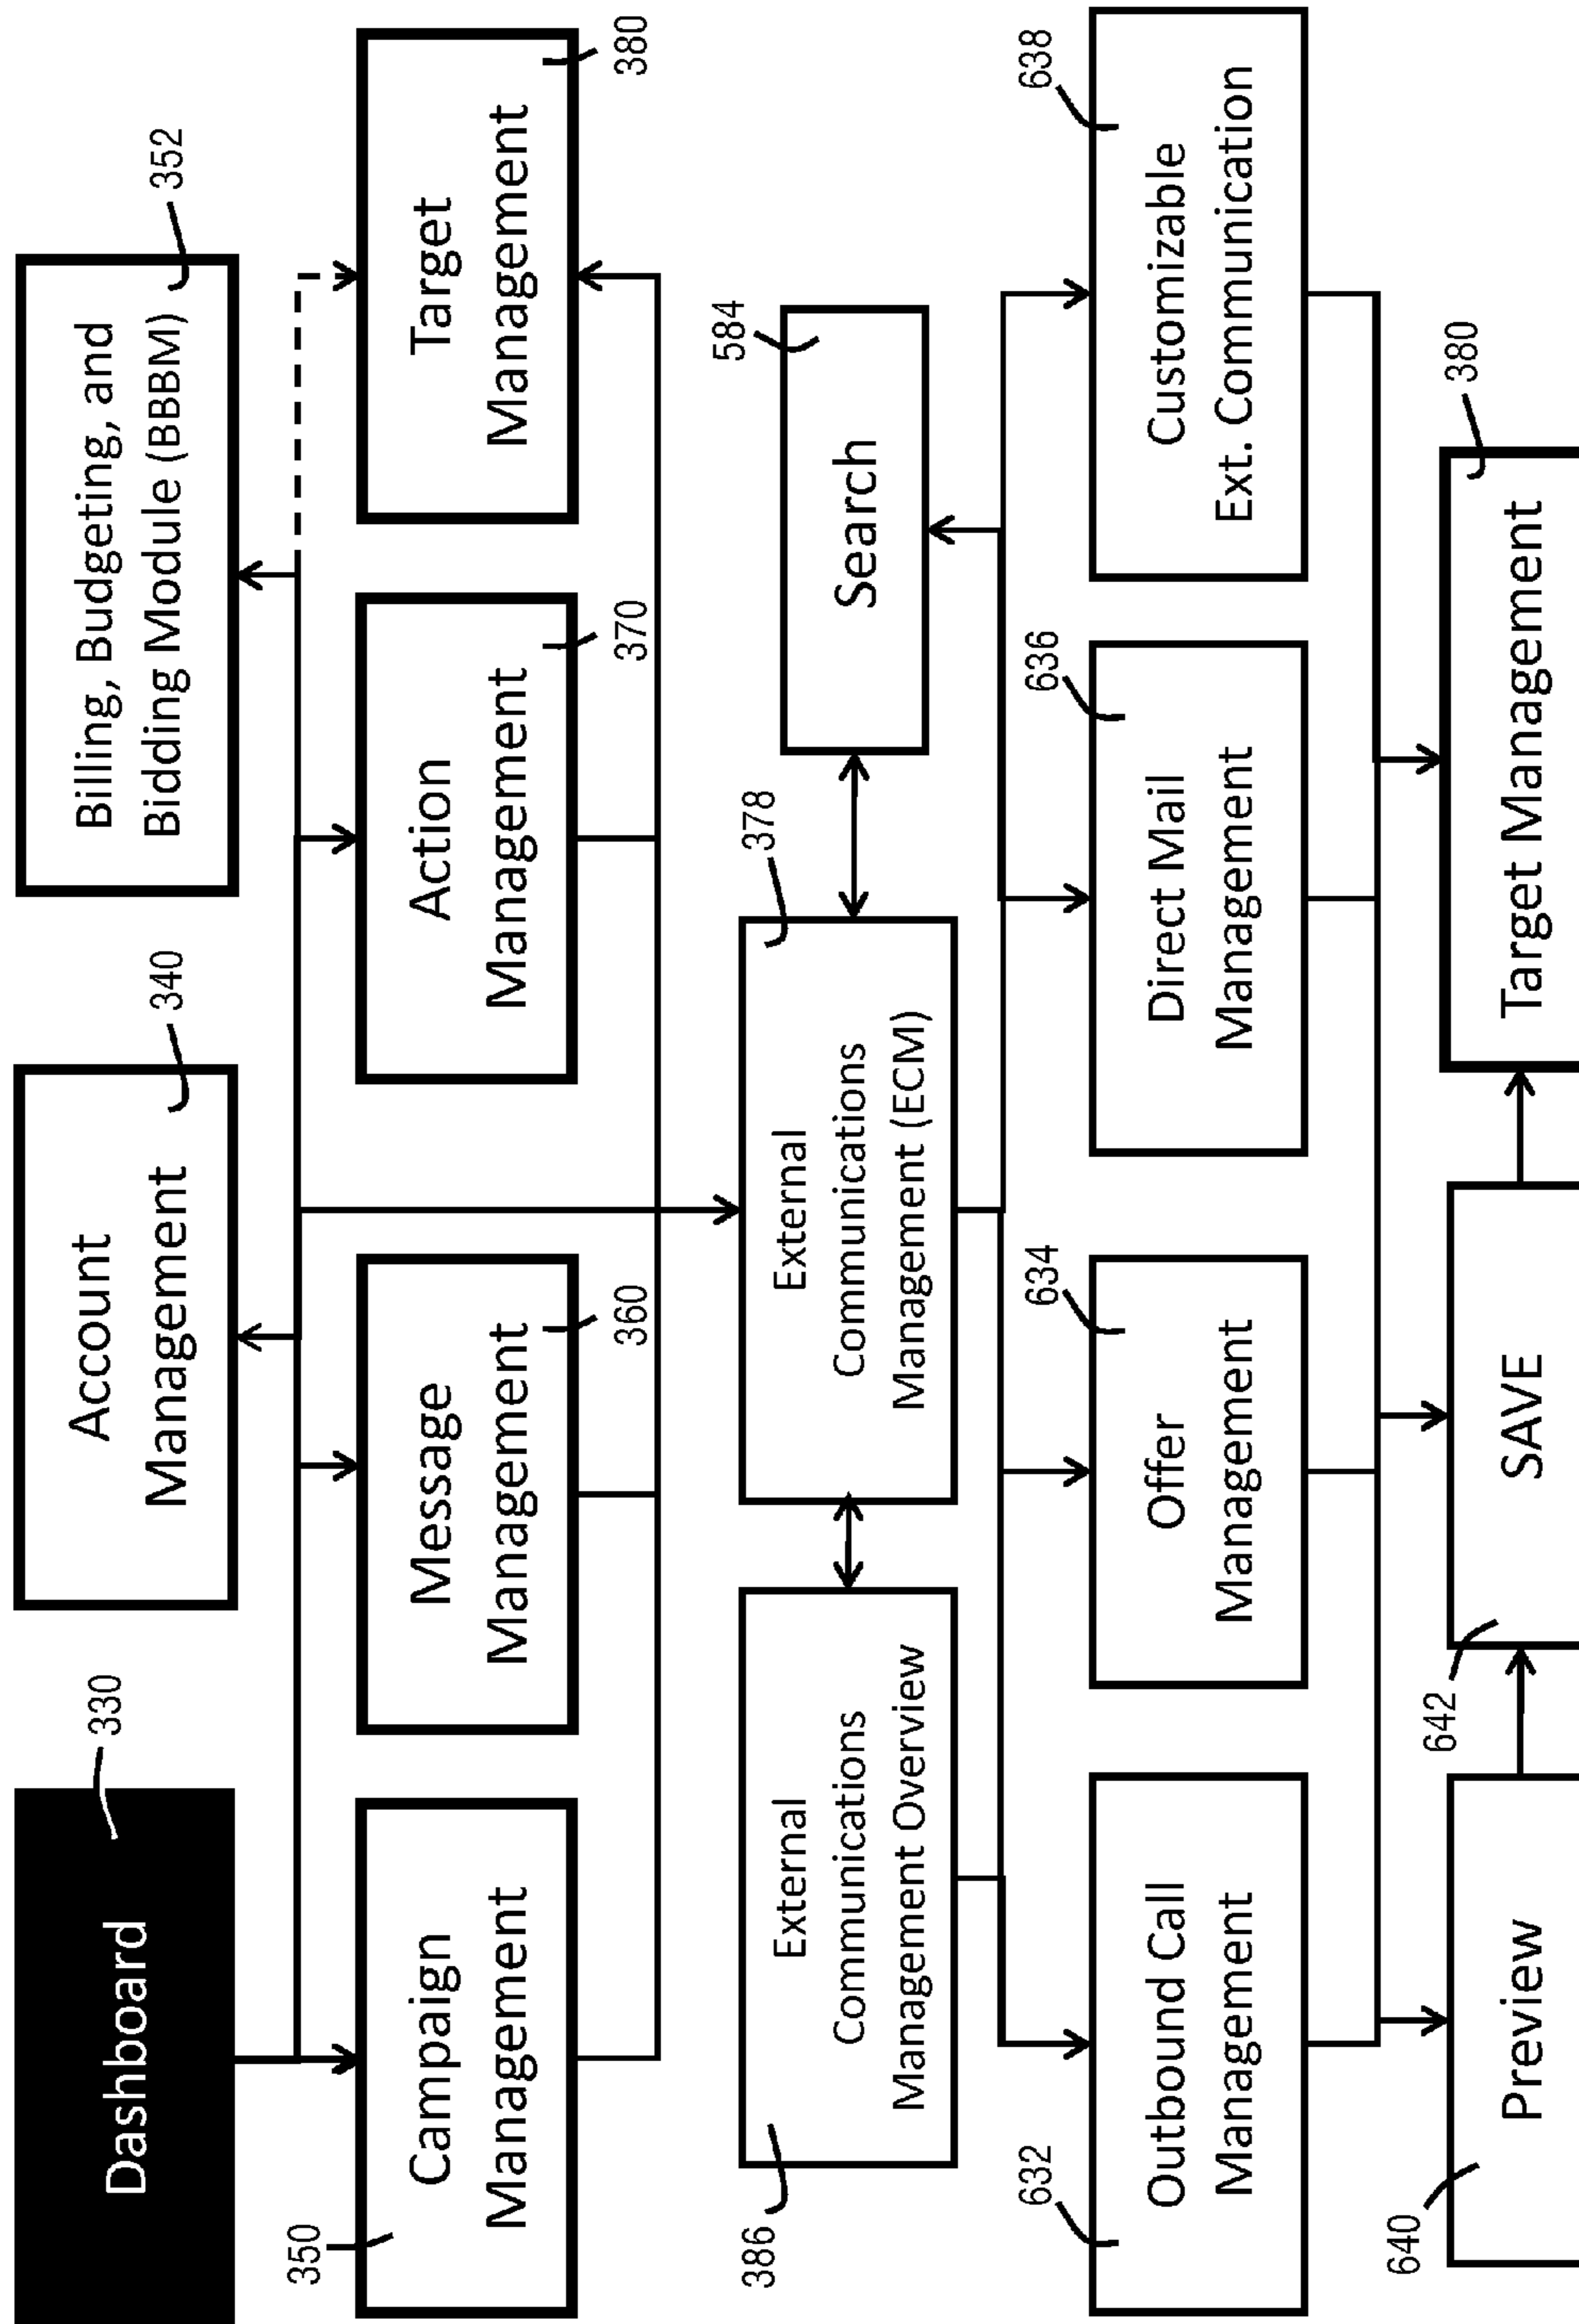 Dashboard
330
Account
Management
340
Billing, Budgeting, and
Bidding Module (BBBM)
352
350
Campaign
Management
Message
Management
360
Action
Management
370
Target
Management
380
386
External
Communications
Management Overview
External
Communications
Management (ECM)
378
Search
584
632
Outbound Call
Management
634
Offer
Management
636
Direct Mail
Management
638
Customizable
Ext. Communication
640
Preview
642
SAVE
Target Management
380